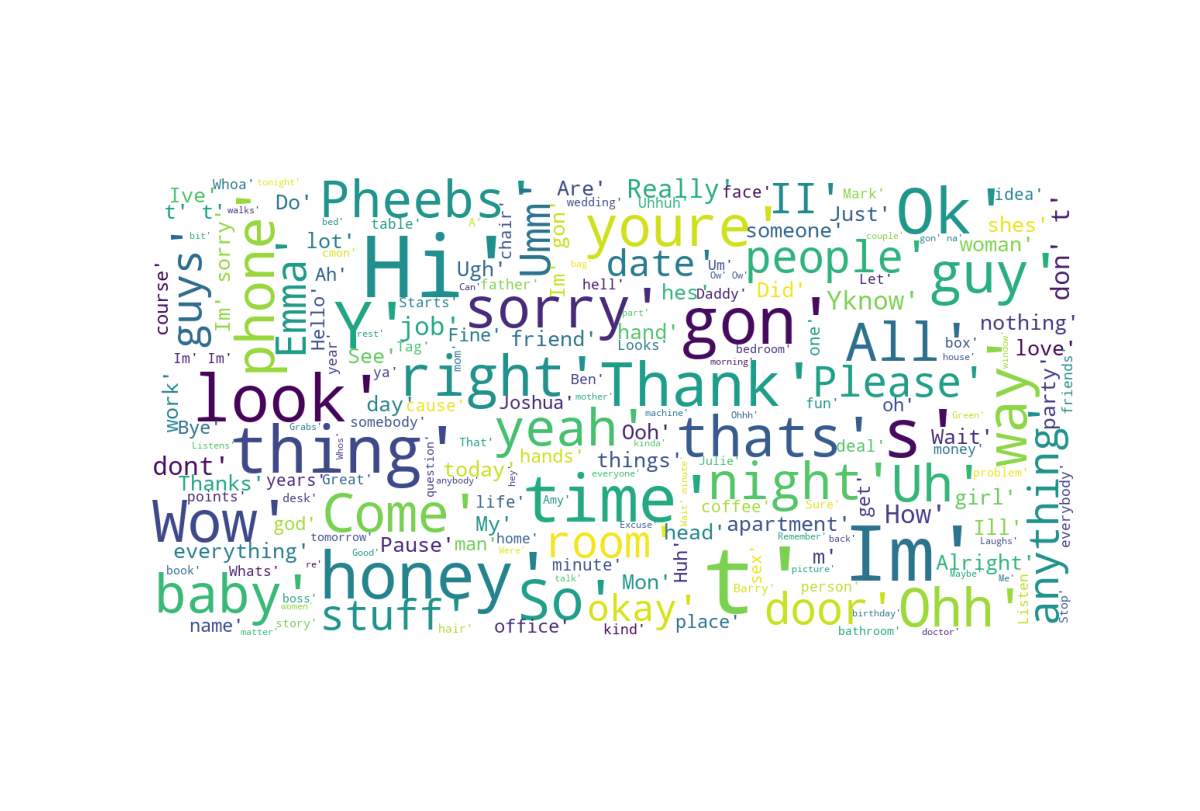 Ive'
Whoa'
tonight'
t' t'
walks'
Do'
Pheebs'
bed'
table'
A'
Are'
wedding'
Really'
Uhhuh'
face'
II'
Mark'
Just'
Ok'
idea'
shes'
woman'
couple'
gon' na'
someone'
youre'
chair'
Umm'
gon'
bit'
guys'
course'
Im' sorry'
phone'
lot'
cmon'
Ah'
Hi'
Ugh'
Can'
father'
Im'
bag'
date'
hell'
Um'
Ow' Ow'
Daddy'
people'
Let'
Did'
Yknow'
guy'
don' t'
Emma'
Hello'
Y'
rest'
Starts'
job'
Tag'
Fine'
friend'
sorry'
hes'
part'
hand'
Looks'
gon'
bedroom'
morning'
one'
All'
box'
house'
nothing'
love'
window'
way'
Im' Im'
work'
Bye'
look'
year'
See'
ya'
mom'
right'
day'
cause'
Ben'
Joshua'
mother'
Thank'
Please'
fun'
oh'
party'
friends'
Grabs'
Listens'
thing'
Whos'
somebody'
yeah'
That'
Ooh'
machine'
kinda'
Ohhh'
thats'
deal'
s'
Wait'
Green'
money'
dont'
Thanks'
years'
Great'
question'
today'
anybody'
hey'
hands'
things'
everyone'
Julie'
Wait' minute'
night'
Uh'
problem'
girl'
anything'
everybody'
points'
desk'
Wow'
god'
Come'
life'
My'
Amy'
time'
coffee'
Sure'
get'
How'
Ill'
tomorrow'
everything'
Good'
Pause'
man'
home'
Were'
room'
Excuse'
head'
apartment'
Remember'
back'
Laughs'
book'
Whats'
re'
honey'
minute'
talk'
Huh'
Mon'
sex'
Barry'
picture'
m'
Im'
Alright'
Maybe'
Me'
Listen'
stop'
baby'
boss'
women'
stuff'
So'
okay'
person'
door'
birthday'
Ohh'
name'
matter'
story'
hair'
office'
kind'
place'
bathroom'
doctor'
t'